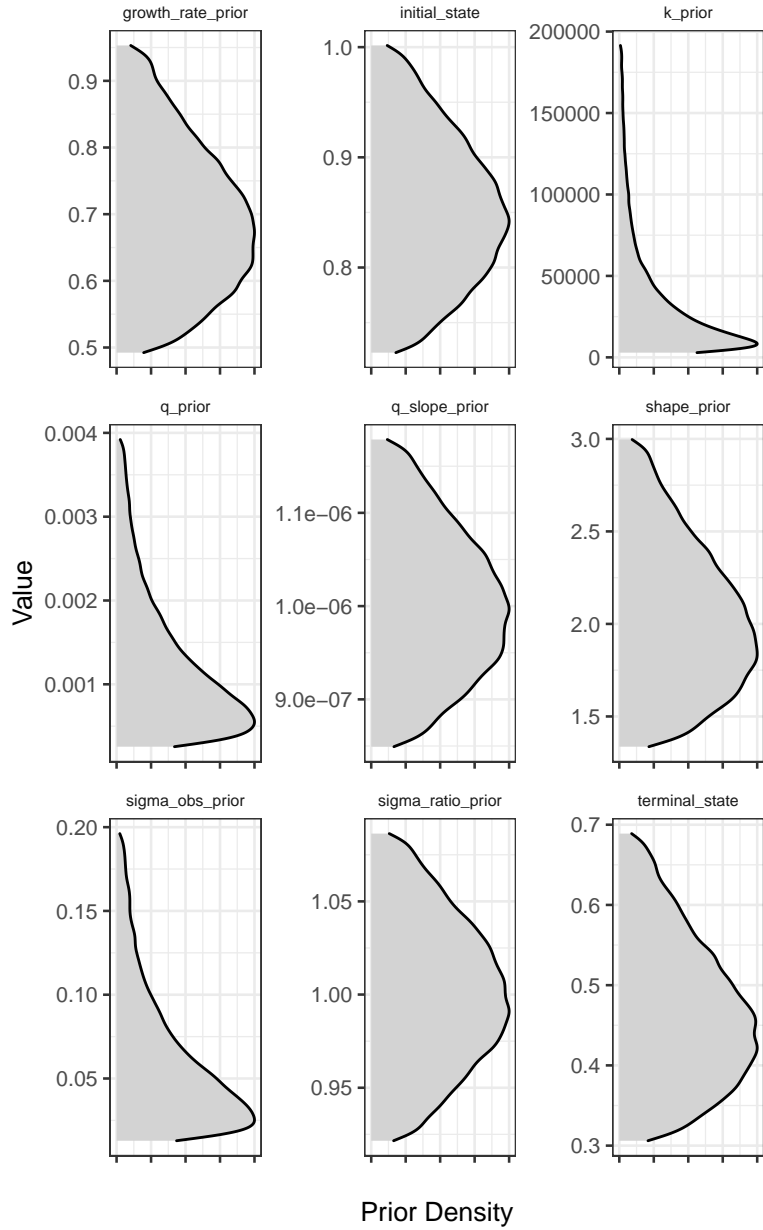 growth_rate_prior
0.9
0.8
0.7
0.6
0.5
initial_state
1.0
0.9
0.8
k_prior
200000
150000
100000
50000
0
q_prior
0.004
0.003
0.002
0.001
q_slope_prior
1.1e−06
1.0e−06
9.0e−07
shape_prior
3.0
2.5
2.0
1.5
sigma_obs_prior
0.20
0.15
0.10
0.05
sigma_ratio_prior
1.05
1.00
0.95
terminal_state
0.7
0.6
0.5
0.4
0.3
Value
Prior Density